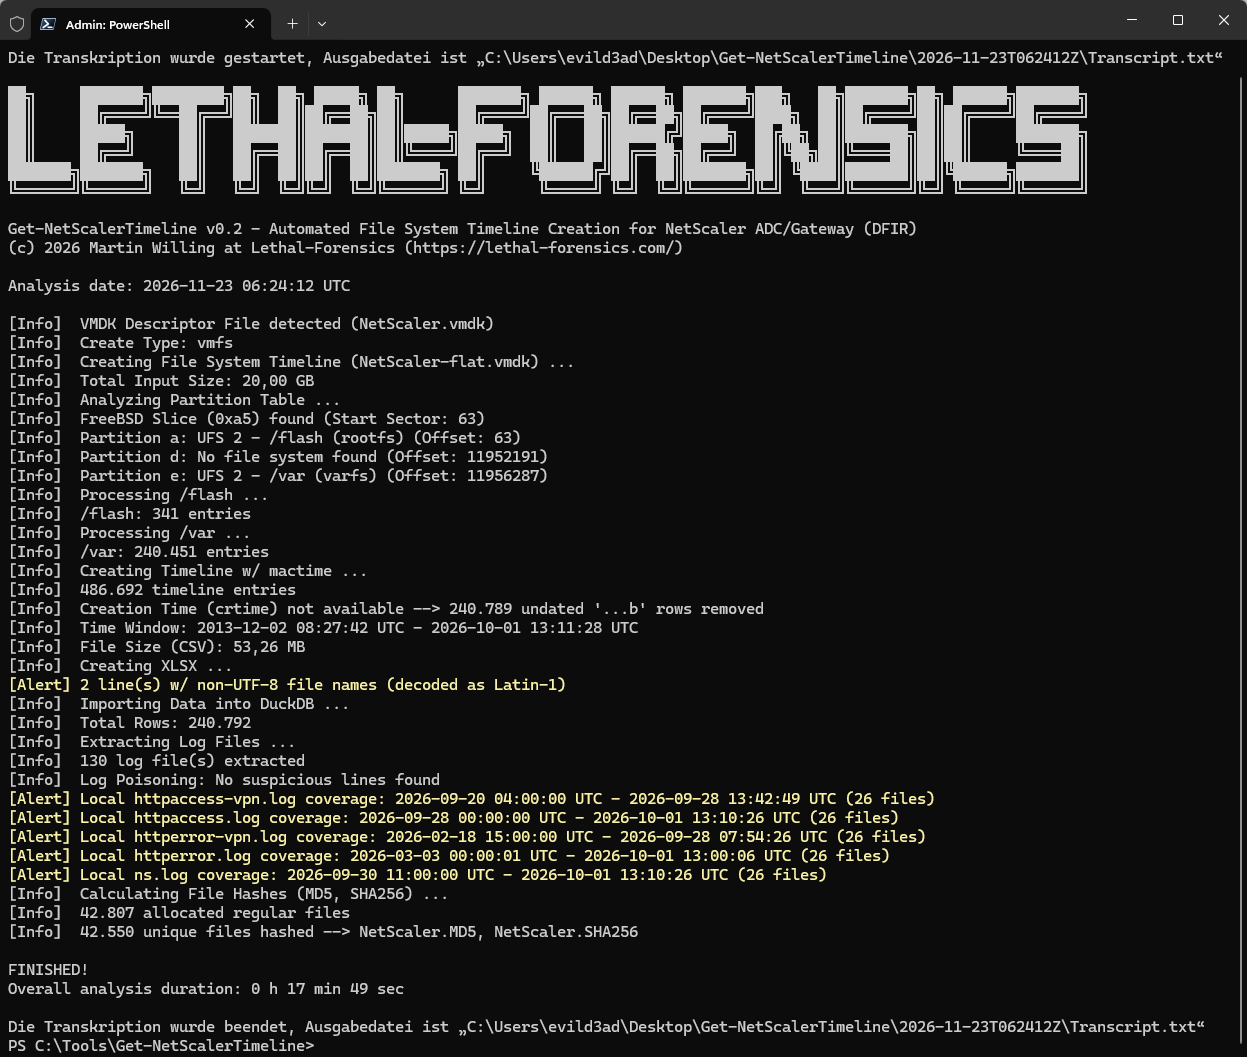 Admin: PowerShell
Die Transkription wurde gestartet, Ausgabedatei ist „C:\Users\evild3ad\Desktop\Get-NetScalerTimeline\2026-11-23T062412Z\Transcript.txt“
LETHAL-FORENSICS
Get-NetScalerTimeline v0.2 - Automated File System Timeline Creation for NetScaler ADC/Gateway (DFIR)
(c) 2026 Martin Willing at Lethal-Forensics (https://lethal-forensics.com/)
Analysis date: 2026-11-23 06:24:12 UTC
[Info]  VMDK Descriptor File detected (NetScaler.vmdk)
[Info]  Create Type: vmfs
[Info]  Creating File System Timeline (NetScaler-flat.vmdk) ...
[Info]  Total Input Size: 20,00 GB
[Info]  Analyzing Partition Table ...
[Info]  FreeBSD Slice (0xa5) found (Start Sector: 63)
[Info]  Partition a: UFS 2 - /flash (rootfs) (Offset: 63)
[Info]  Partition d: No file system found (Offset: 11952191)
[Info]  Partition e: UFS 2 - /var (varfs) (Offset: 11956287)
[Info]  Processing /flash ...
[Info]  /flash: 341 entries
[Info]  Processing /var ...
[Info]  /var: 240.451 entries
[Info]  Creating Timeline w/ mactime ...
[Info]  486.692 timeline entries
[Info]  Creation Time (crtime) not available --> 240.789 undated '...b' rows removed
[Info]  Time Window: 2013-12-02 08:27:42 UTC - 2026-10-01 13:11:28 UTC
[Info]  File Size (CSV): 53,26 MB
[Info]  Creating XLSX ...
[Alert] 2 line(s) w/ non-UTF-8 file names (decoded as Latin-1)
[Info]  Importing Data into DuckDB ...
[Info]  Total Rows: 240.792
[Info]  Extracting Log Files ...
[Info]  130 log file(s) extracted
[Info]  Log Poisoning: No suspicious lines found
[Alert] Local httpaccess-vpn.log coverage: 2026-09-20 04:00:00 UTC - 2026-09-28 13:42:49 UTC (26 files)
[Alert] Local httpaccess.log coverage: 2026-09-28 00:00:00 UTC - 2026-10-01 13:10:26 UTC (26 files)
[Alert] Local httperror-vpn.log coverage: 2026-02-18 15:00:00 UTC - 2026-09-28 07:54:26 UTC (26 files)
[Alert] Local httperror.log coverage: 2026-03-03 00:00:01 UTC - 2026-10-01 13:00:06 UTC (26 files)
[Alert] Local ns.log coverage: 2026-09-30 11:00:00 UTC - 2026-10-01 13:10:26 UTC (26 files)
[Info]  Calculating File Hashes (MD5, SHA256) ...
[Info]  42.807 allocated regular files
[Info]  42.550 unique files hashed --> NetScaler.MD5, NetScaler.SHA256
FINISHED!
Overall analysis duration: 0 h 17 min 49 sec
Die Transkription wurde beendet, Ausgabedatei ist „C:\Users\evild3ad\Desktop\Get-NetScalerTimeline\2026-11-23T062412Z\Transcript.txt“
PS C:\Tools\Get-NetScalerTimeline>